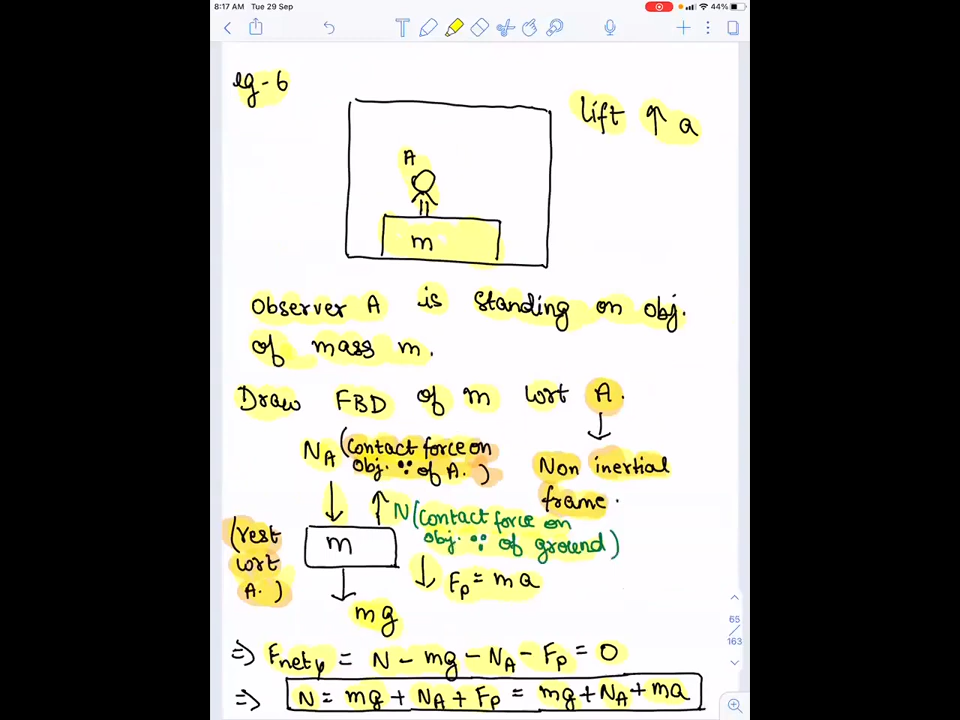 8:17 AM Tue 29 Sep
44%
eg-6
lift ↑ a
A
m
Observer A is standing on obj.
of mass m.
Draw FBD of m wrt A.
NA (contact force on
obj. ∵ of A.)
Non inertial
frame.
N (contact force on
obj. ∵ of ground)
(rest
wrt
A.)
m
Fp = ma
mg
⇒ Fnety = N - mg - NA - Fp = 0
⇒ N = mg + NA + Fp = mg + NA + ma
65
/
163